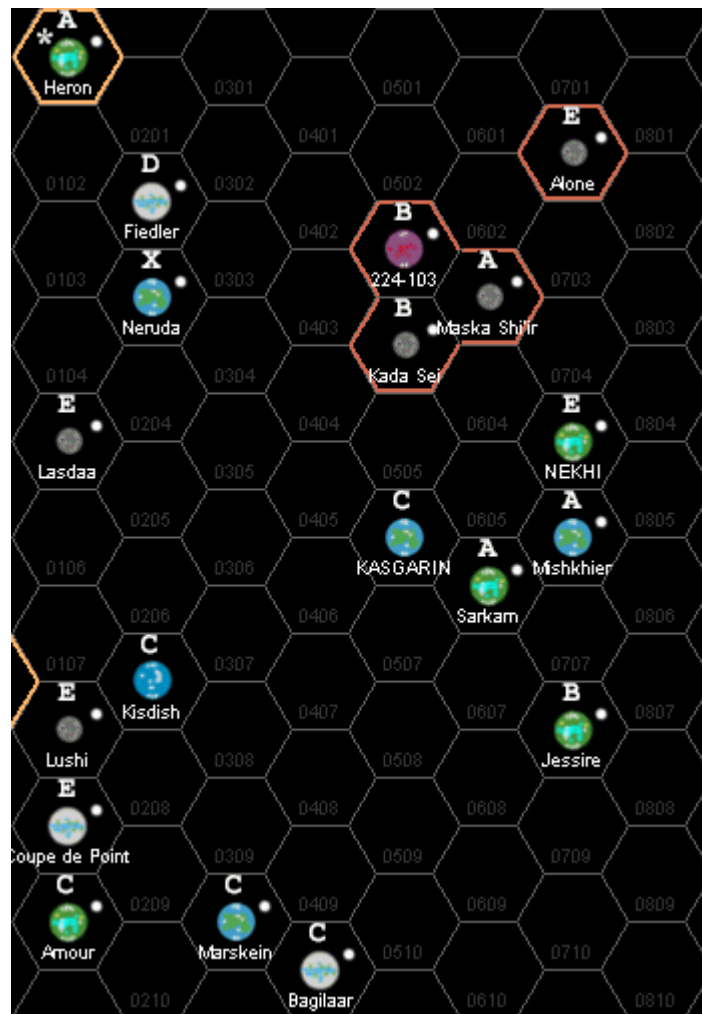 A
*
Heron 0301 0501 0701
E
0201 0401 0601 0801
D
0102 0302 0502 Alone
B
Fiedler 0402 0602
X A
0103 0303 224-103 0703
B
Neruda 0403 Maska Shi'ir 0803
0104 0304 Kada Sei 0704
E E
0204 0404 0604 0804
Lasdaa 0305 0505 NEKHI
C A
0205 0405 0605 0805
A
0106 0306 KASGARIN Mishkhier
0206 0406 Sarkam 0806
C
0107 0307 0507 0707
E B
Kisdish 0407 0607 0807
Lushi 0308 0508 Jessire
E
0208 0408 0608 0808
Coupe de Point 0309 0509 0709
C C
0209 0409 0609 0809
C
Amour Marskein 0510 0710
0210 Bagilaar 0610 0810